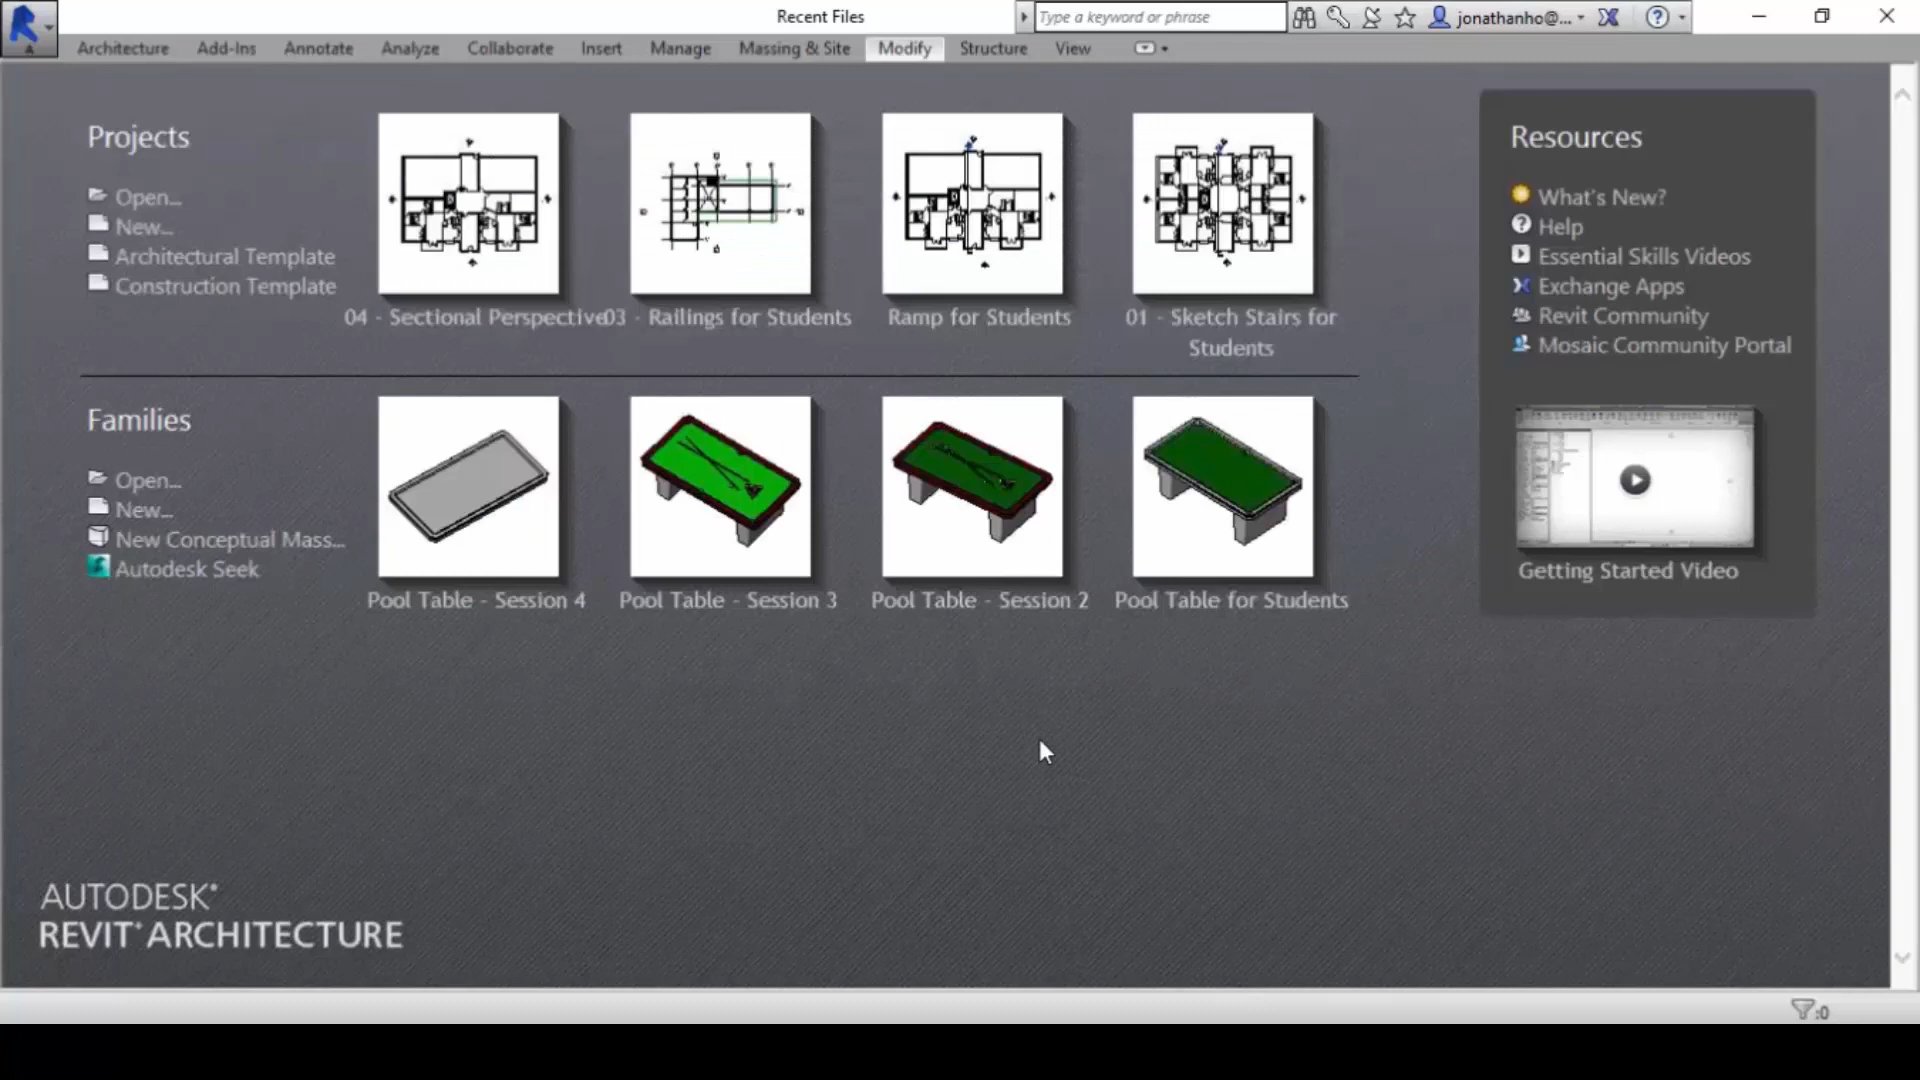 Recent Files
Type a keyword or phrase
jonathanho@...
Architecture Add-Ins Annotate Analyze Collaborate Insert Manage Massing & Site Modify Structure View
Projects
Open...
New...
Architectural Template
Construction Template
04 - Sectional Perspective
03 - Railings for Students
Ramp for Students
01 - Sketch Stairs for
Students
Families
Open...
New...
New Conceptual Mass...
Autodesk Seek
Pool Table - Session 4
Pool Table - Session 3
Pool Table - Session 2
Pool Table for Students
Resources
What's New?
Help
Essential Skills Videos
Exchange Apps
Revit Community
Mosaic Community Portal
Getting Started Video
AUTODESK®
REVIT® ARCHITECTURE
:0